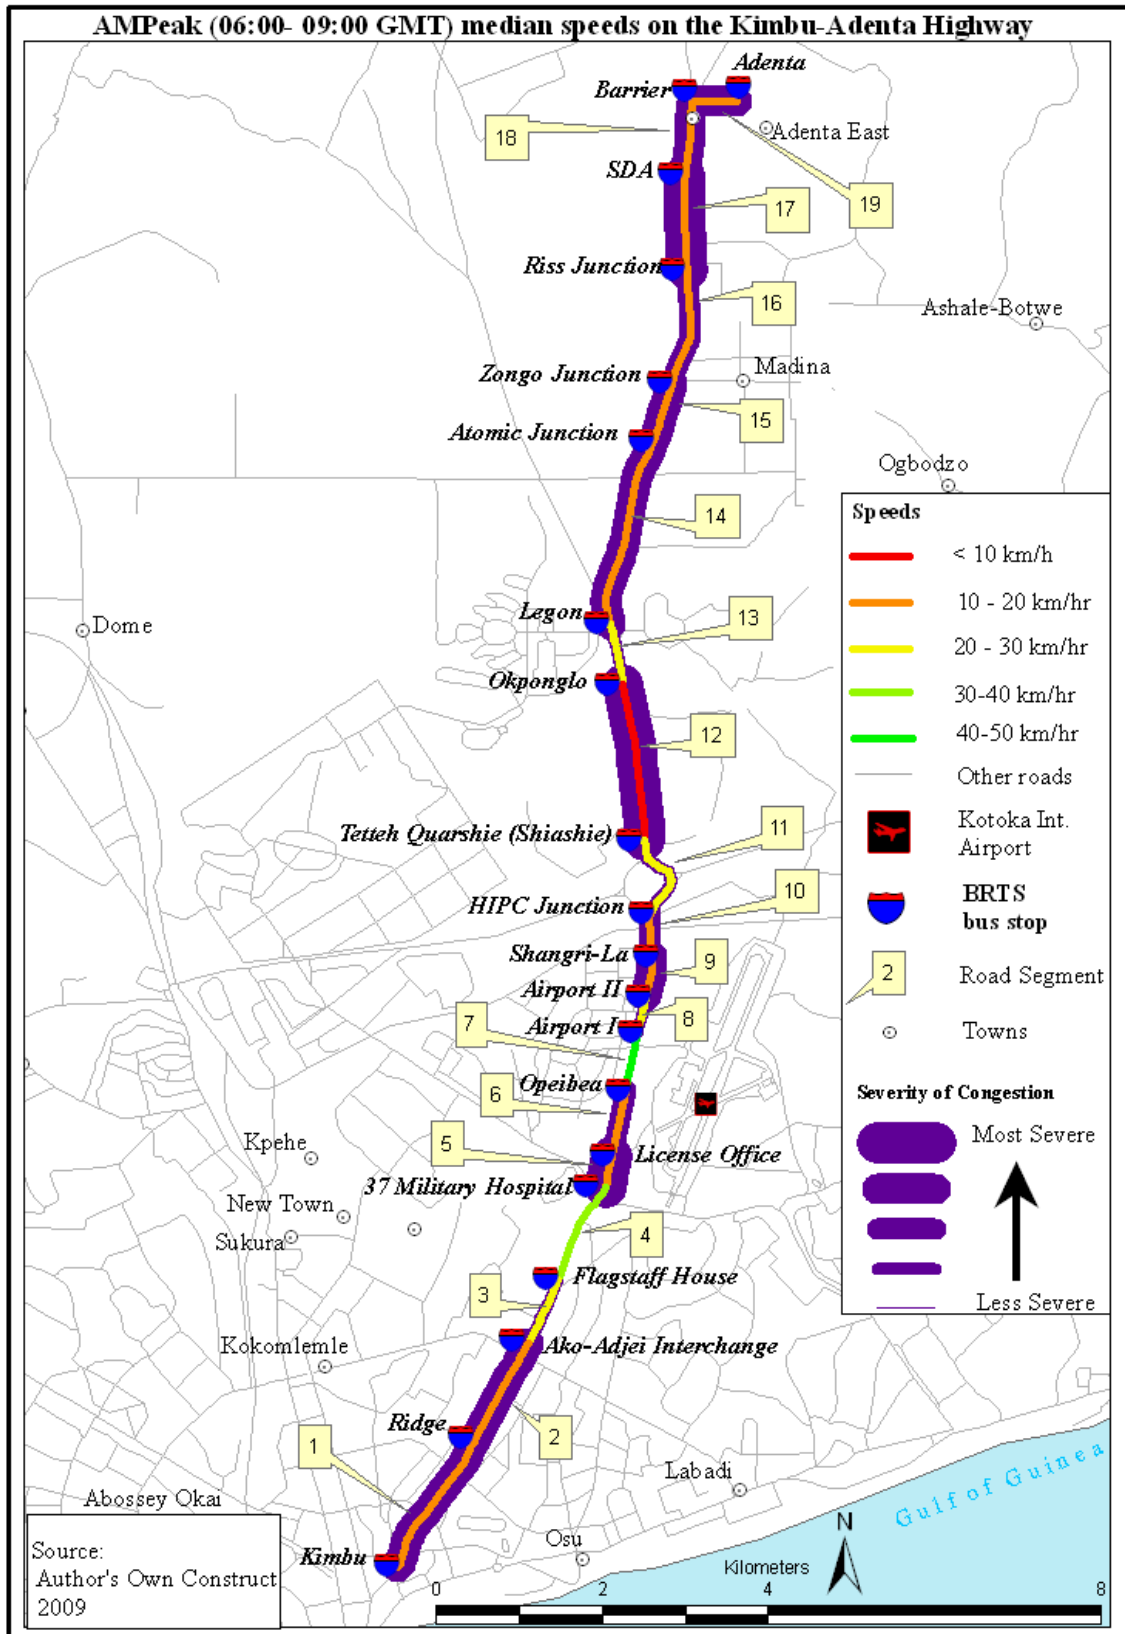 AMPeak (06:00- 09:00 GMT) median speeds on the Kimbu-Adenta Highway
Adenta
Barrier
Adenta East
18
SDA
17
19
Riss Junction
16
Ashale-Botwe
Zongo Junction
Madina
15
Atomic Junction
Ogbodzo
14
Legon
13
Dome
Okponglo
12
Tetteh Quarshie (Shiashie)
11
10
HIPC Junction
Shangri-La
9
Airport II
8
7
Airport I
Opeibea
6
5
License Office
Kpehe
37 Military Hospital
New Town
Sukura
4
Flagstaff House
3
Ako-Adjei Interchange
Kokomlemle
Ridge
2
1
Labadi
Abossey Okai
Osu
Kimbu
Gulf of Guinea
Speeds
< 10 km/h
10 - 20 km/hr
20 - 30 km/hr
30-40 km/hr
40-50 km/hr
Other roads
Kotoka Int.
Airport
BRTS
bus stop
2
Road Segment
Towns
Severity of Congestion
Most Severe
Less Severe
Source:
Author's Own Construct
2009
N
Kilometers
0 2 4 8